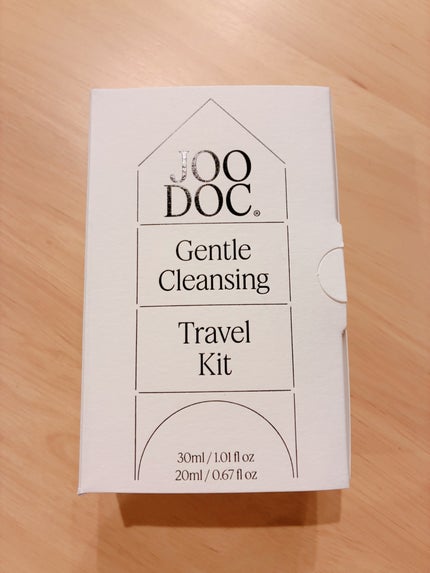 JOO
DOC®
Gentle
Cleansing
Travel
Kit
30ml / 1.01 fl oz
20ml / 0.67 fl oz